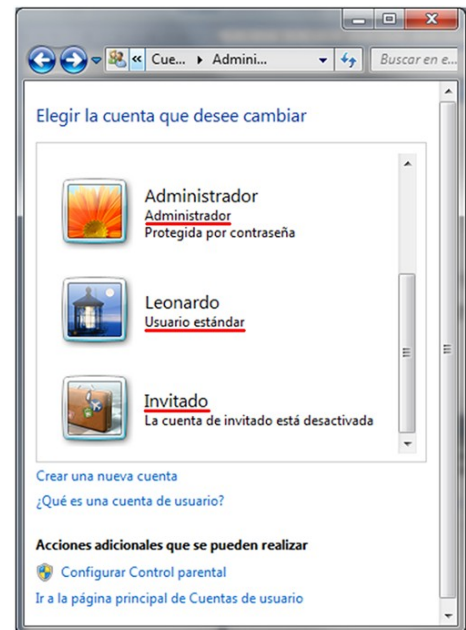 Cue... Admini... Buscar en e...
Elegir la cuenta que desee cambiar
Administrador
Administrador
Protegida por contraseña
Leonardo
Usuario estándar
Invitado
La cuenta de invitado está desactivada
Crear una nueva cuenta
¿Qué es una cuenta de usuario?
Acciones adicionales que se pueden realizar
Configurar Control parental
Ir a la página principal de Cuentas de usuario